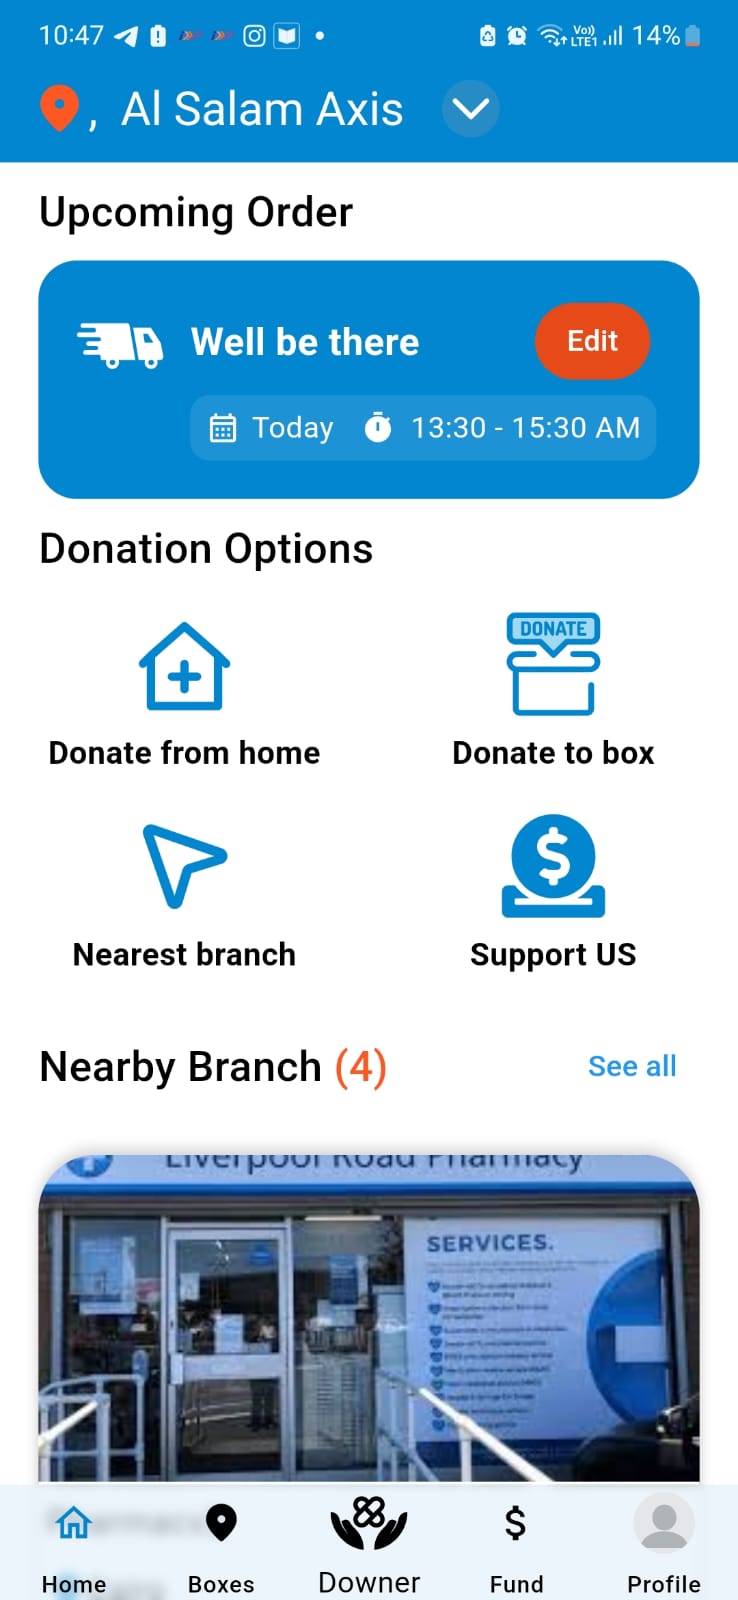 10:47 Vo)) LTE1 14%
, Al Salam Axis
Upcoming Order
Well be there
Edit
Today 13:30 - 15:30 AM
Donation Options
DONATE
Donate from home
Donate to box
Nearest branch
Support US
Nearby Branch (4)
See all
Liverpool Road Pharmacy
SERVICES.
Home
Boxes
Downer
Fund
Profile